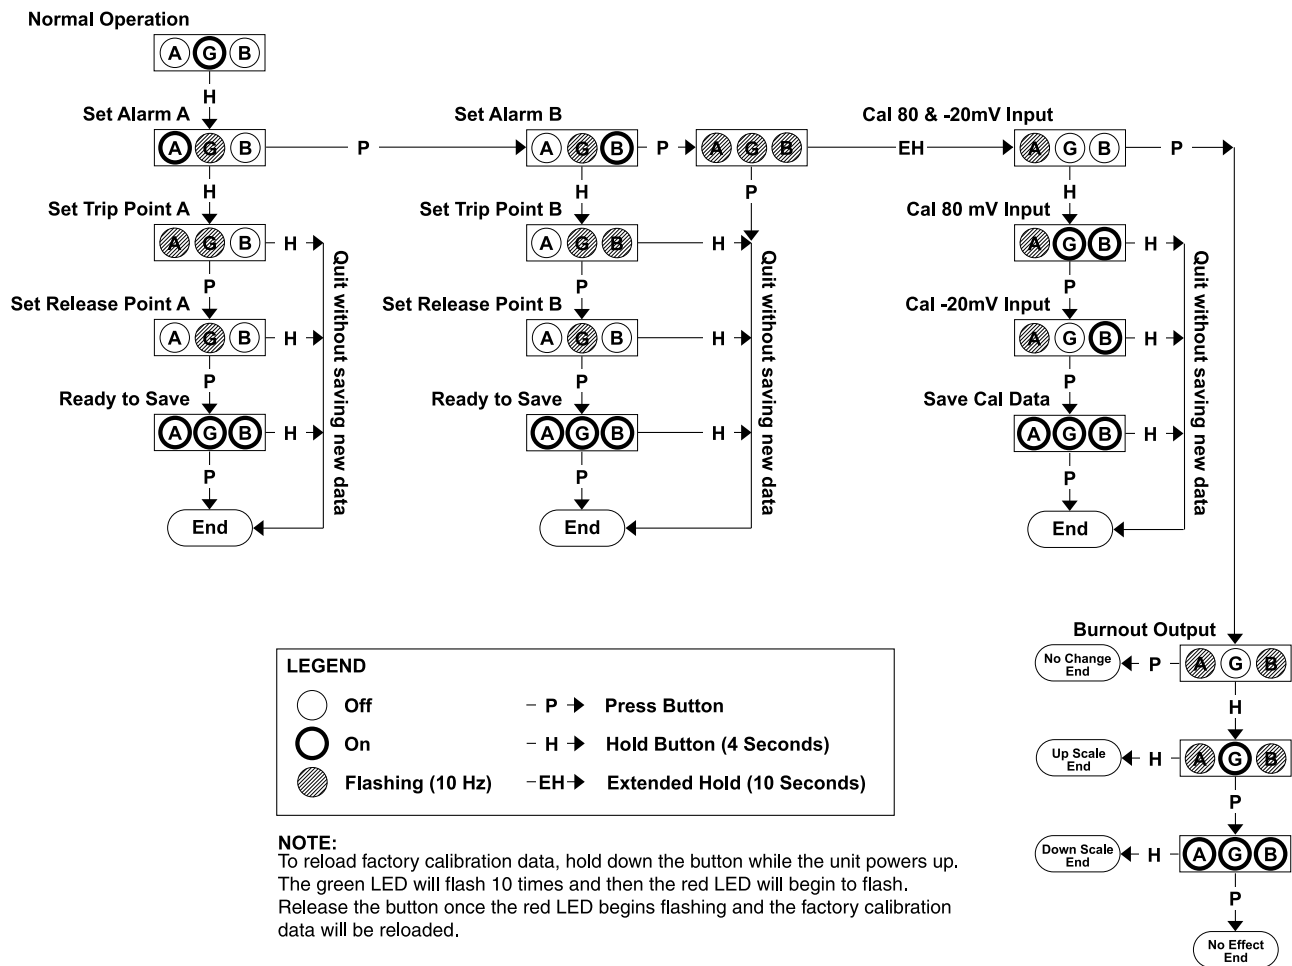 Normal Operation
A G B
H
Set Alarm A
A G B
P
Set Alarm B
A G B
P
A G B
EH
Cal 80 & -20mV Input
A G B
P
H
H
P
H
Set Trip Point A
A G B
H
Set Trip Point B
A G B
H
Cal 80 mV Input
A G B
H
P
P
P
Set Release Point A
A G B
H
Set Release Point B
A G B
H
Cal -20mV Input
A G B
H
P
P
P
Ready to Save
A G B
H
Ready to Save
A G B
H
Save Cal Data
A G B
H
P
P
P
End
End
End
Quit without saving new data
Quit without saving new data
Quit without saving new data
Burnout Output
No Change
End
P
A G B
H
Up Scale
End
H
A G B
P
Down Scale
End
H
A G B
P
No Effect
End
LEGEND
Off
P
Press Button
On
H
Hold Button (4 Seconds)
Flashing (10 Hz)
EH
Extended Hold (10 Seconds)
NOTE:
To reload factory calibration data, hold down the button while the unit powers up.
The green LED will flash 10 times and then the red LED will begin to flash.
Release the button once the red LED begins flashing and the factory calibration
data will be reloaded.